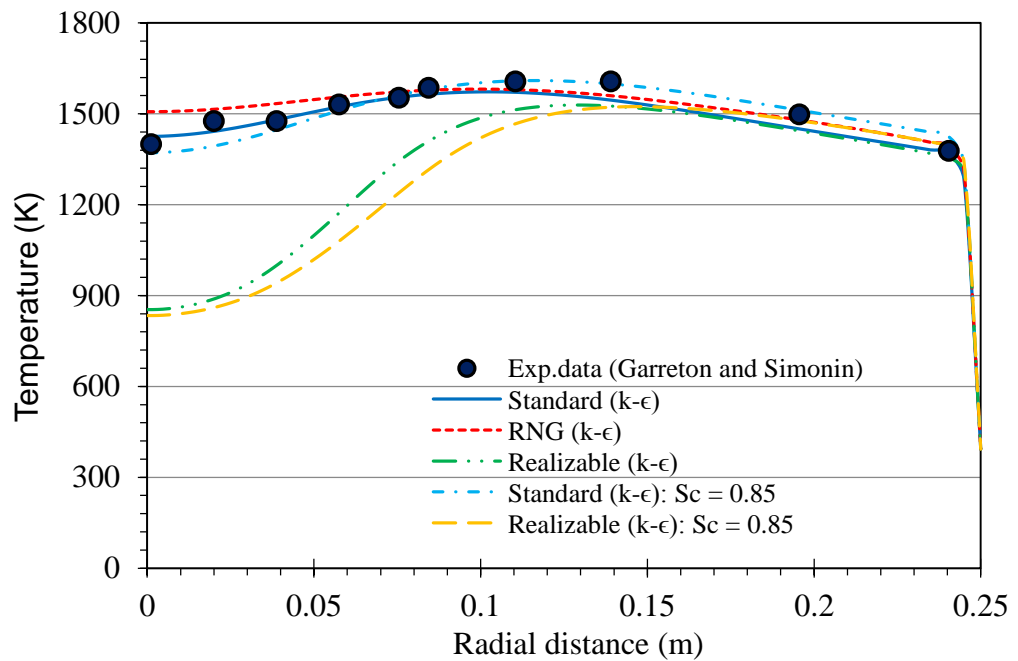 1800
1500
1200
900
600
300
0
Temperature (K)
Exp.data (Garreton and Simonin)
Standard (k-ϵ)
RNG (k-ϵ)
Realizable (k-ϵ)
Standard (k-ϵ): Sc = 0.85
Realizable (k-ϵ): Sc = 0.85
0 0.05 0.1 0.15 0.2 0.25
Radial distance (m)